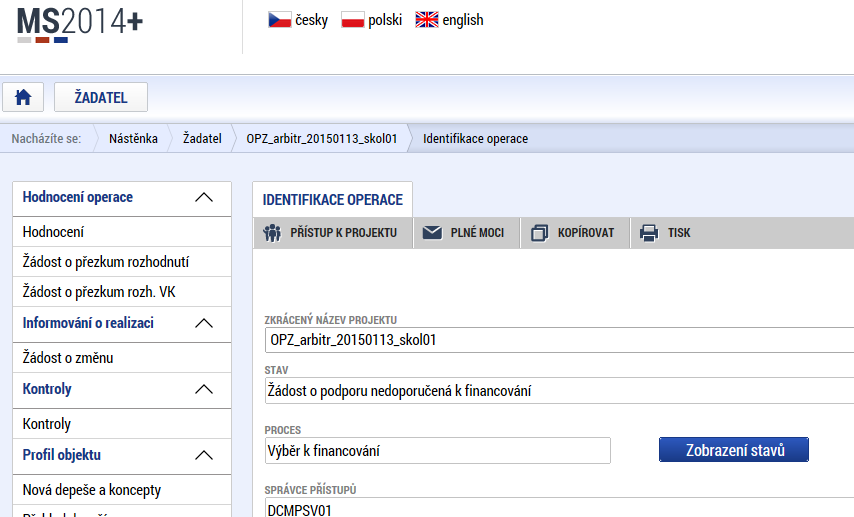 MS2014+
česky polski english
ŽADATEL
Nacházíte se: Nástěnka Žadatel OPZ_arbitr_20150113_skol01 Identifikace operace
Hodnocení operace
Hodnocení
Žádost o přezkum rozhodnutí
Žádost o přezkum rozh. VK
Informování o realizaci
Žádost o změnu
Kontroly
Kontroly
Profil objektu
Nová depeše a koncepty
IDENTIFIKACE OPERACE
PŘÍSTUP K PROJEKTU PLNÉ MOCI KOPÍROVAT TISK
ZKRÁCENÝ NÁZEV PROJEKTU
OPZ_arbitr_20150113_skol01
STAV
Žádost o podporu nedoporučená k financování
PROCES
Výběr k financování Zobrazení stavů
SPRÁVCE PŘÍSTUPŮ
DCMPSV01